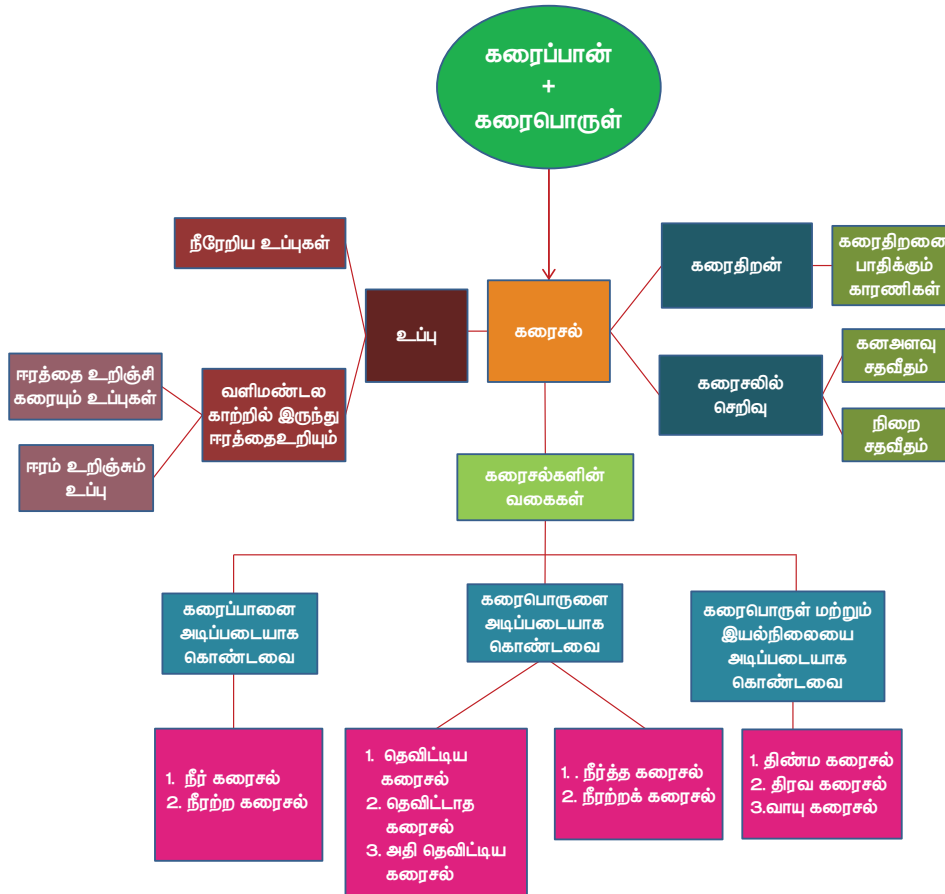 கரைப்பான்
+
கரைபொருள்
நீரேறிய உப்புகள்
கரைதிறன்
கரைதிறனை
பாதிக்கும்
காரணிகள்
உப்பு
கரைசல்
ஈரத்தை உறிஞ்சி
கரையும் உப்புகள்
வளிமண்டல
காற்றில் இருந்து
ஈரத்தைஉறியும்
கரைசலில்
செறிவு
கனஅளவு
சதவீதம்
நிறை
சதவீதம்
ஈரம் உறிஞ்சும்
உப்பு
கரைசல்களின்
வகைகள்
கரைப்பானை
அடிப்படையாக
கொண்டவை
கரைபொருளை
அடிப்படையாக
கொண்டவை
கரைபொருள் மற்றும்
இயல்நிலையை
அடிப்படையாக
கொண்டவை
1. நீர் கரைசல்
2. நீரற்ற கரைசல்
1. தெவிட்டிய
கரைசல்
2. தெவிட்டாத
கரைசல்
3. அதி தெவிட்டிய
கரைசல்
1. . நீர்த்த கரைசல்
2. நீரற்றக் கரைசல்
1. திண்ம கரைசல்
2. திரவ கரைசல்
3.வாயு கரைசல்